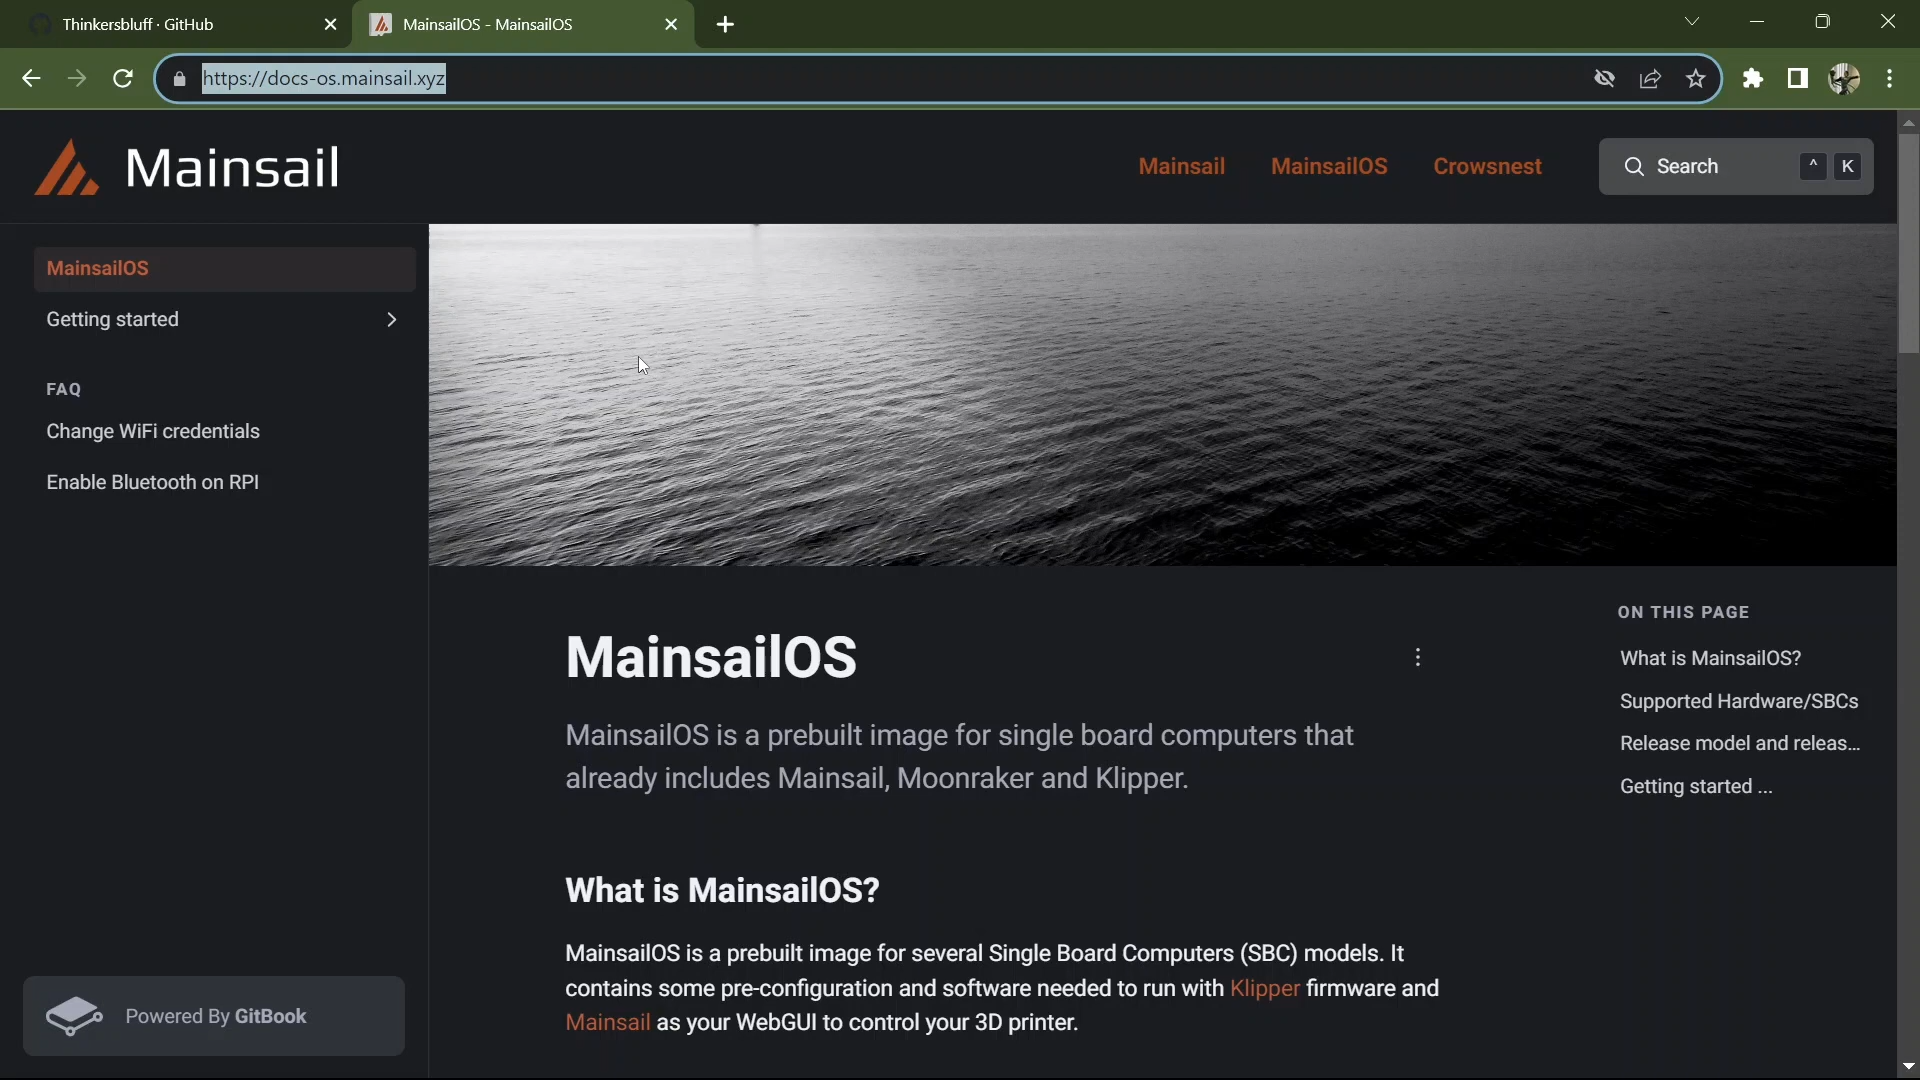 Thinkersbluff · GitHub
MainsailOS - MainsailOS
https://docs-os.mainsail.xyz
Mainsail
Mainsail
MainsailOS
Crowsnest
Search
^ K
MainsailOS
Getting started
FAQ
Change WiFi credentials
Enable Bluetooth on RPI
Powered By GitBook
MainsailOS
MainsailOS is a prebuilt image for single board computers that
already includes Mainsail, Moonraker and Klipper.
What is MainsailOS?
MainsailOS is a prebuilt image for several Single Board Computers (SBC) models. It
contains some pre-configuration and software needed to run with Klipper firmware and
Mainsail as your WebGUI to control your 3D printer.
ON THIS PAGE
What is MainsailOS?
Supported Hardware/SBCs
Release model and releas...
Getting started ...